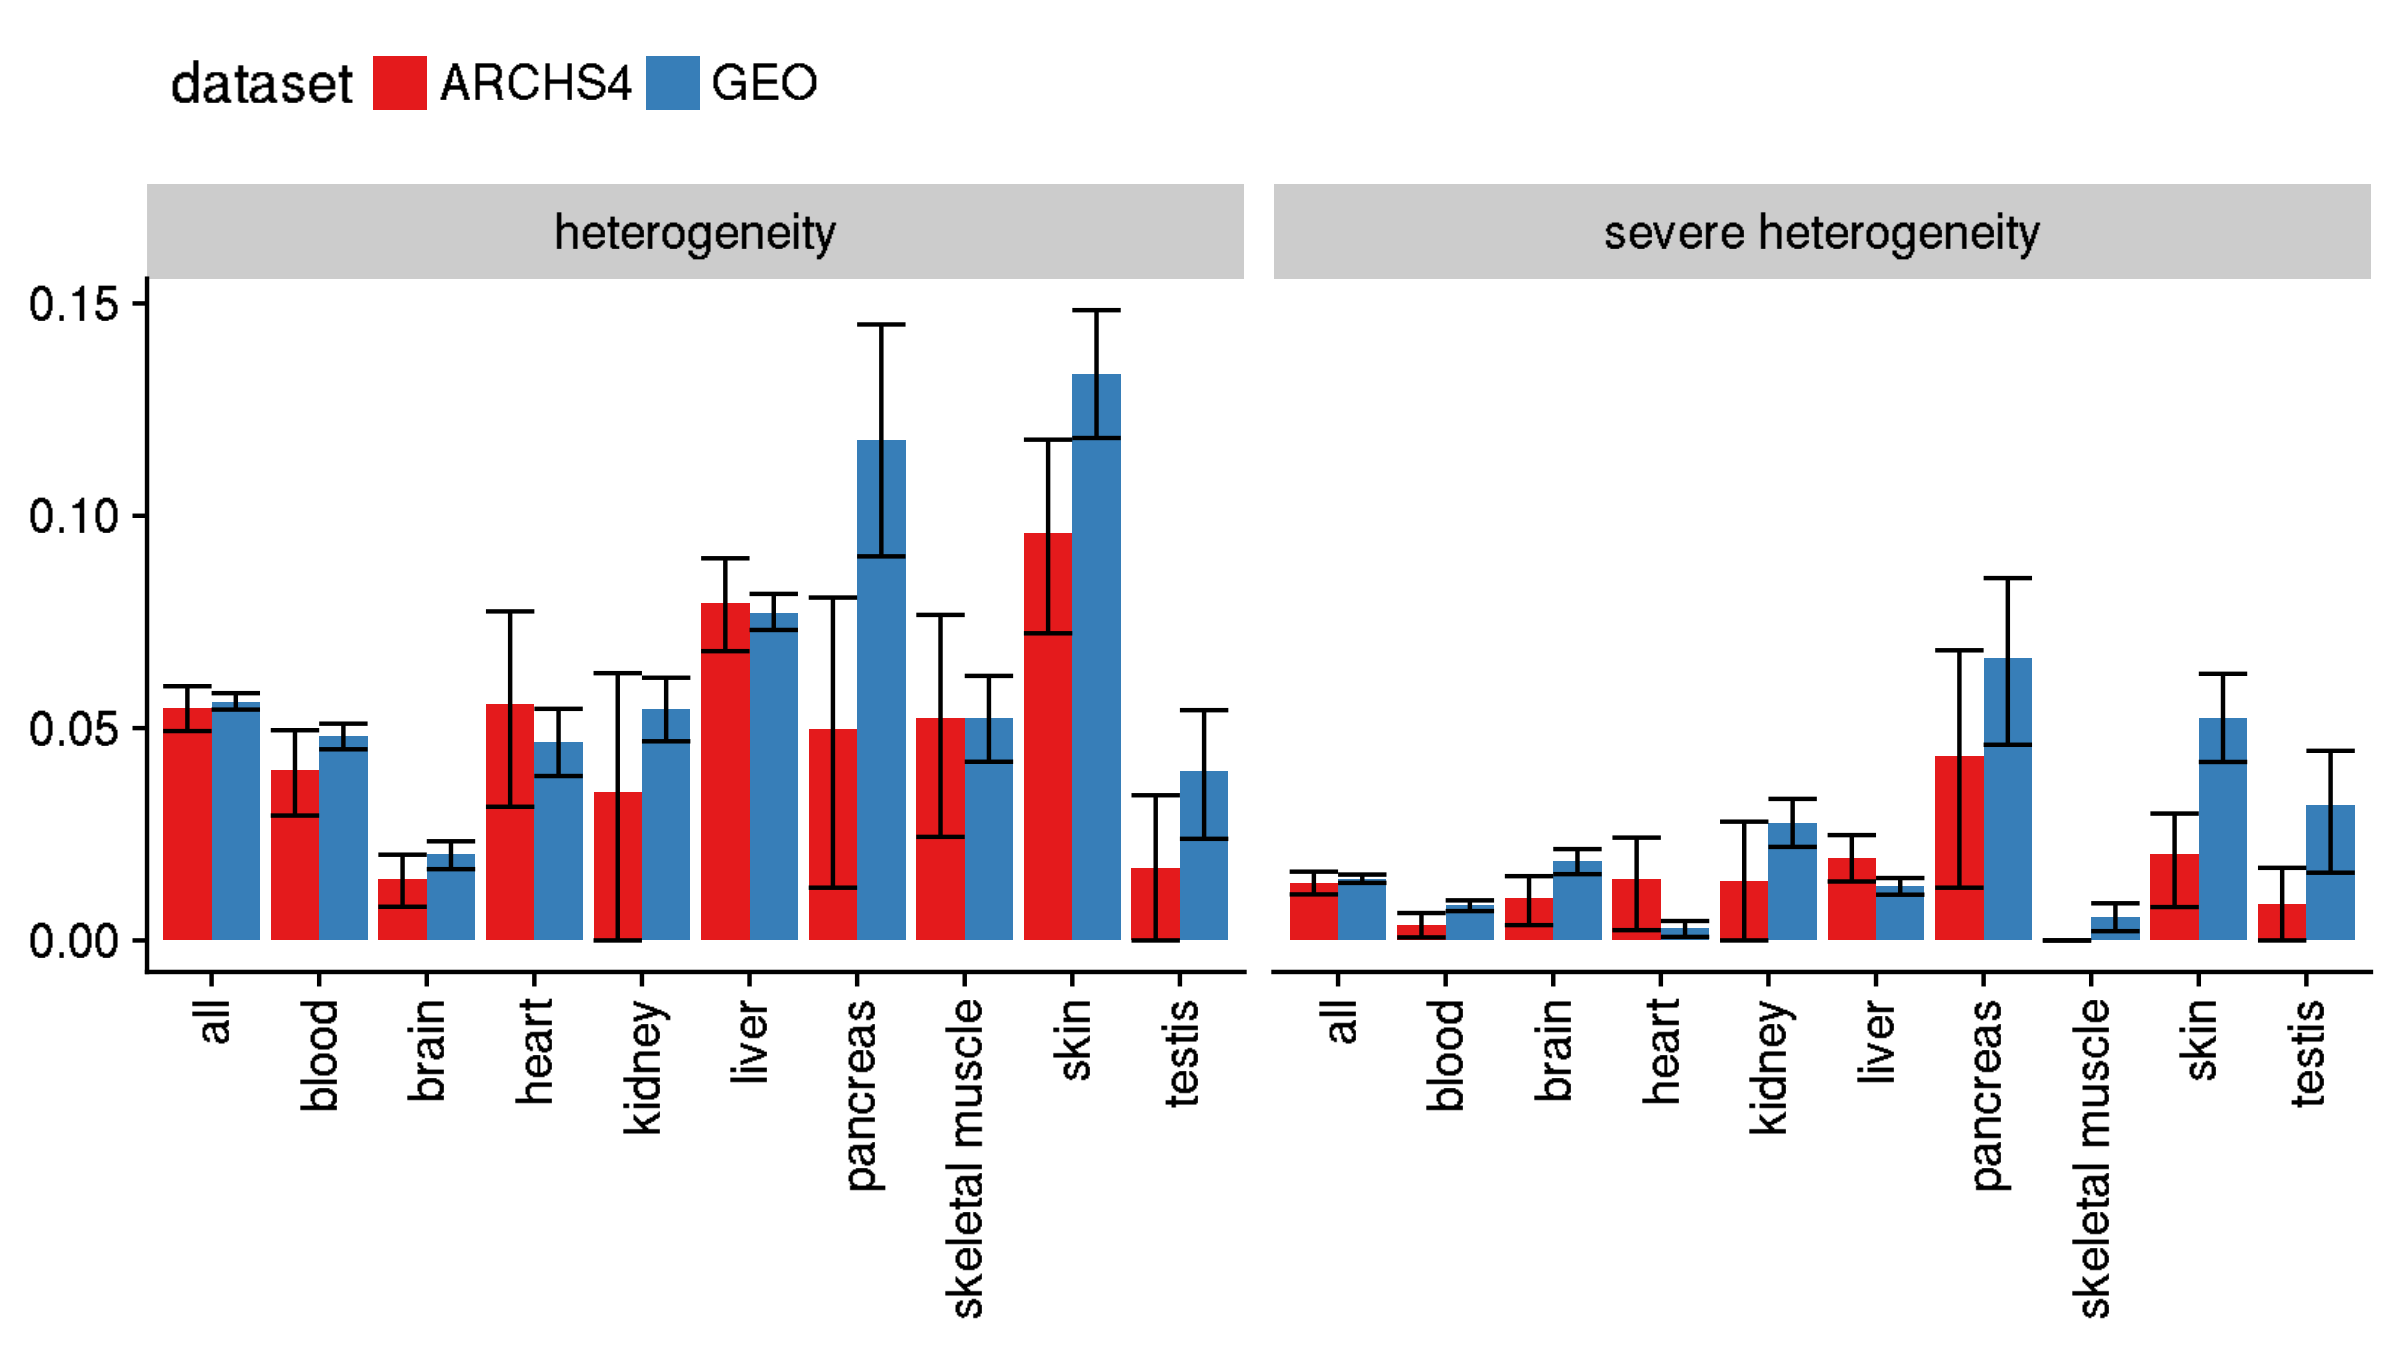 dataset ARCHS4 GEO
heterogeneity severe heterogeneity
0.15
0.10
0.05
0.00
all blood brain heart kidney liver pancreas skeletal muscle skin testis
all blood brain heart kidney liver pancreas skeletal muscle skin testis